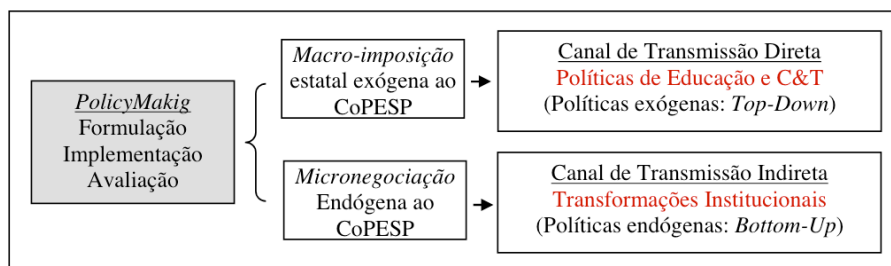 PolicyMakig
Formulação
Implementação
Avaliação
Macro-imposição
estatal exógena ao
CoPESP
Canal de Transmissão Direta
Políticas de Educação e C&T
(Políticas exógenas: Top-Down)
Micronegociação
Endógena ao
CoPESP
Canal de Transmissão Indireta
Transformações Institucionais
(Políticas endógenas: Bottom-Up)